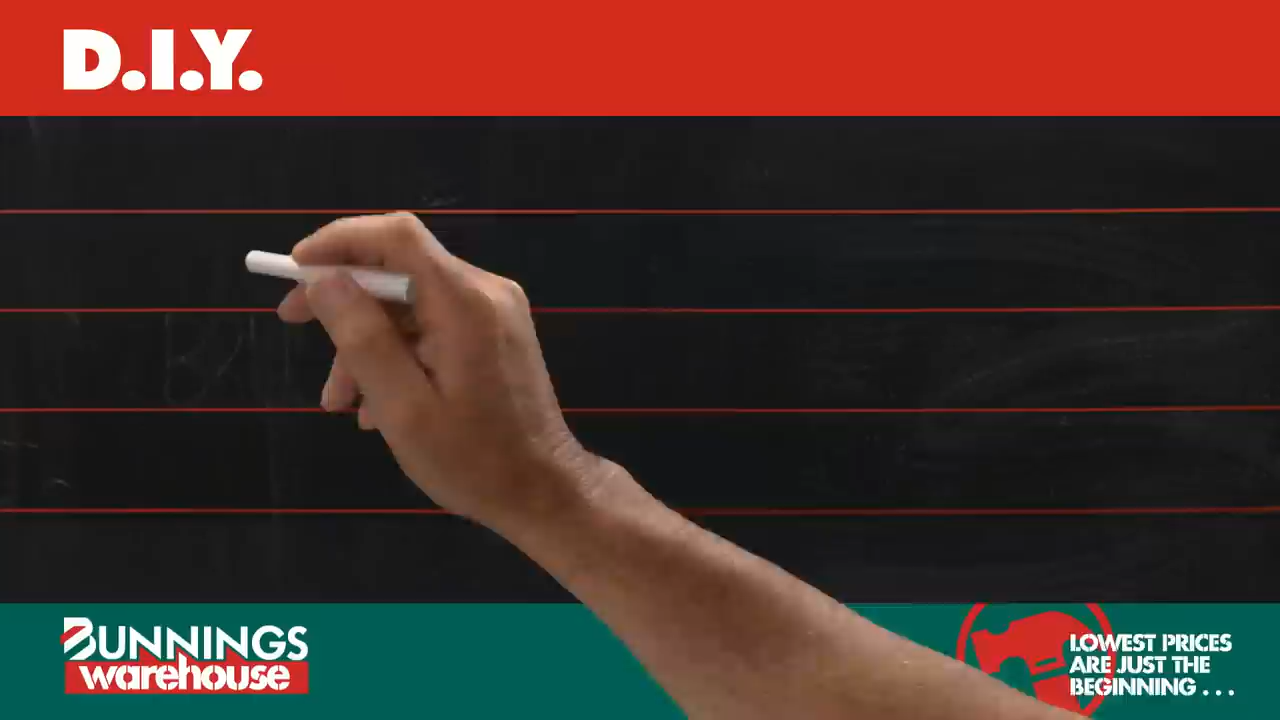 D.I.Y.
BUNNINGS
warehouse
LOWEST PRICES
ARE JUST THE
BEGINNING . . .